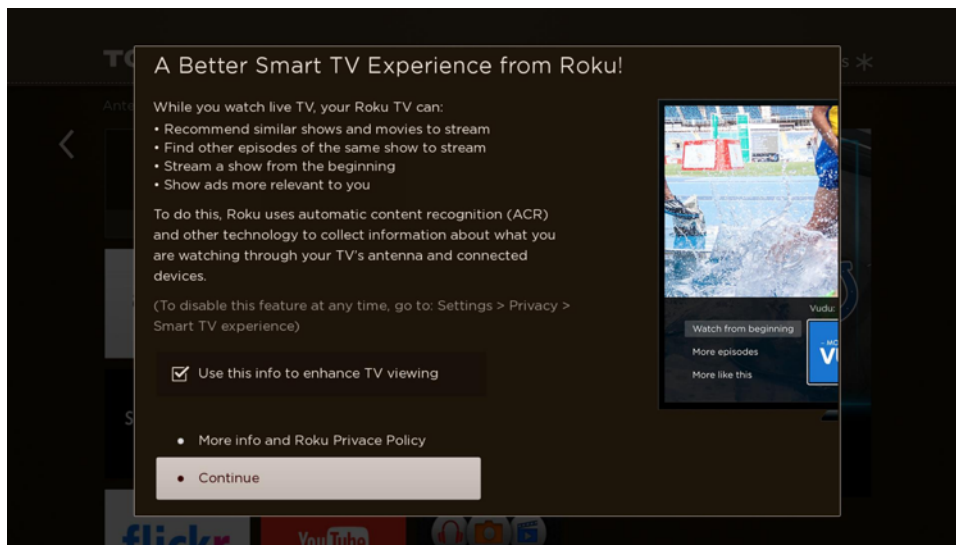 A Better Smart TV Experience from Roku!
While you watch live TV, your Roku TV can:
• Recommend similar shows and movies to stream
• Find other episodes of the same show to stream
• Stream a show from the beginning
• Show ads more relevant to you
To do this, Roku uses automatic content recognition (ACR)
and other technology to collect information about what you
are watching through your TV's antenna and connected
devices.
(To disable this feature at any time, go to: Settings > Privacy >
Smart TV experience)
Use this info to enhance TV viewing
• More info and Roku Privace Policy
• Continue
Vudu:
Watch from beginning
More episodes
More like this
flickr
YouTube